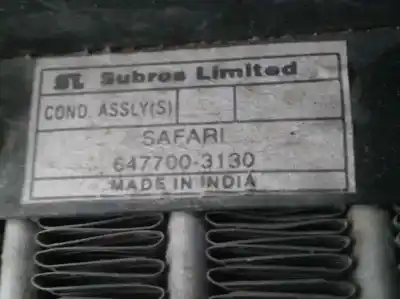 SL Subros Limited
COND. ASSLY(S)
SAFARI
647700-3130
MADE IN INDIA